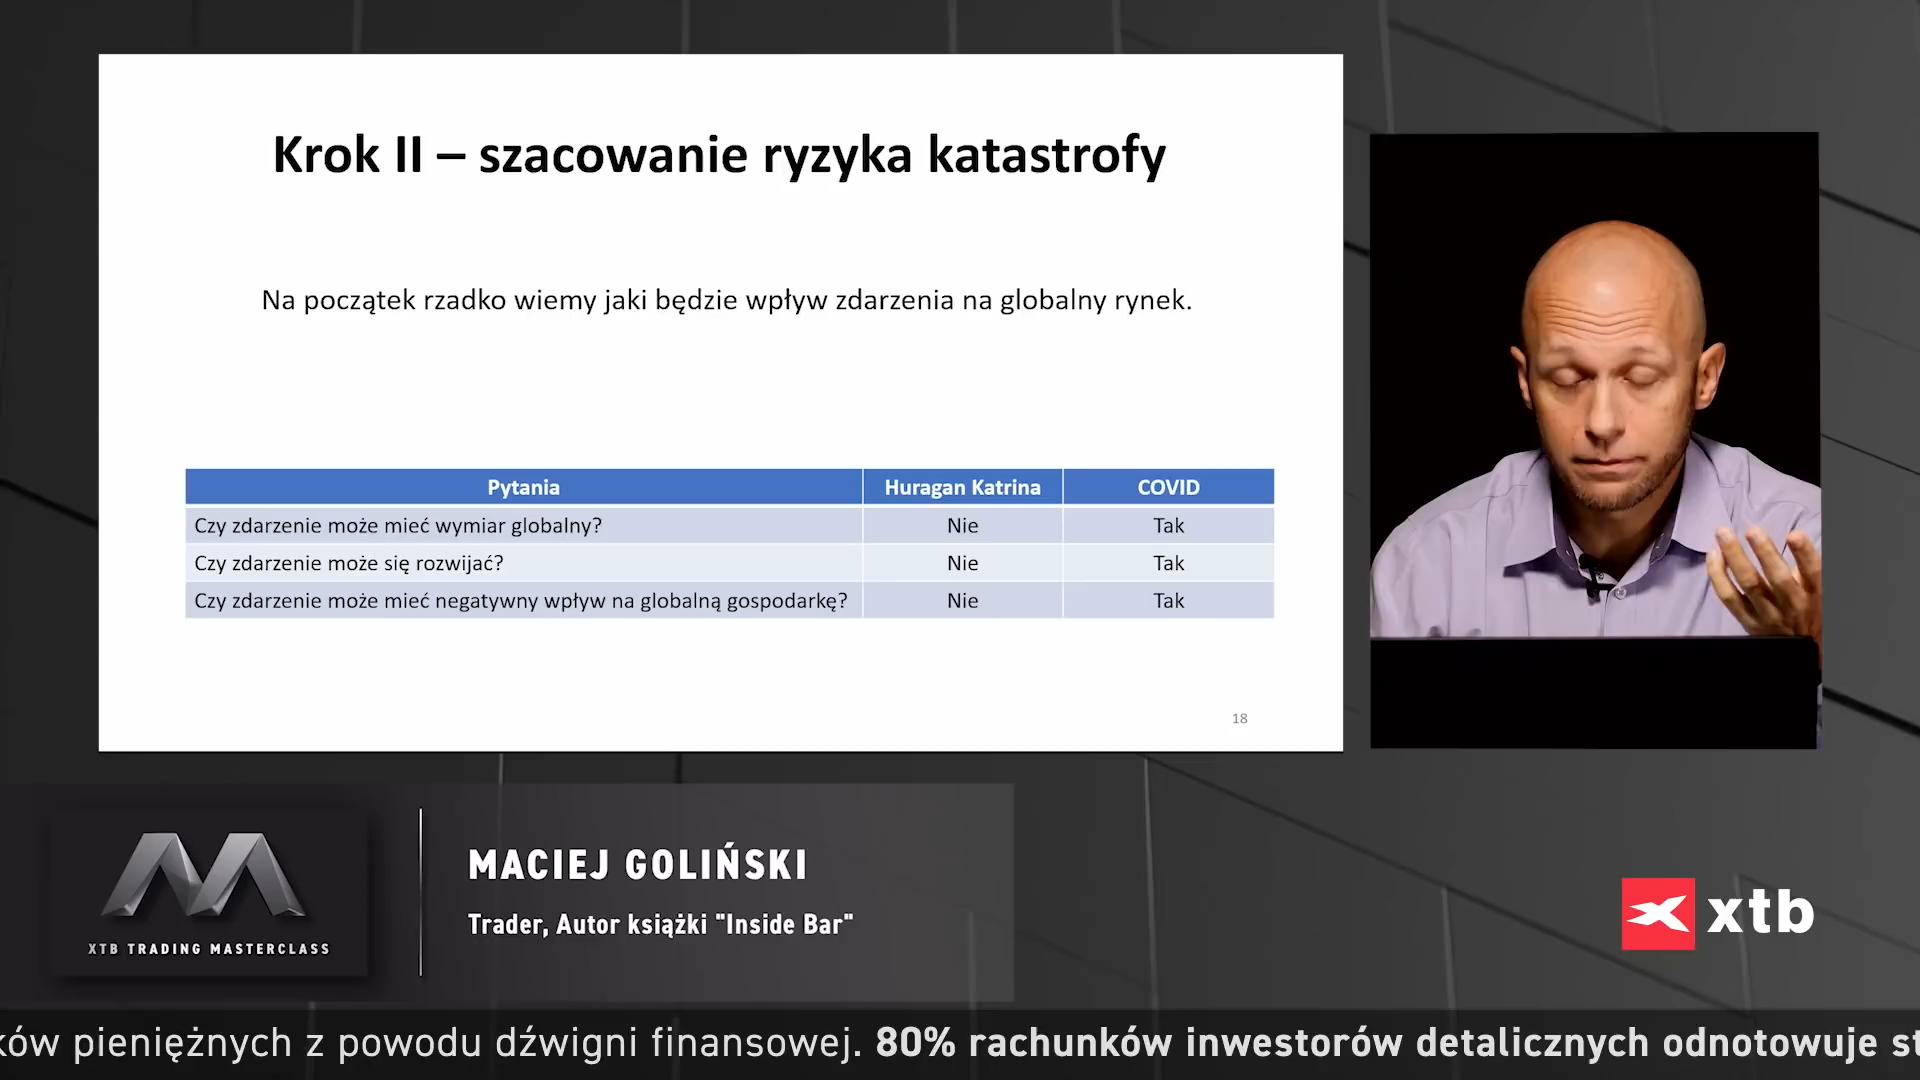 Krok II – szacowanie ryzyka katastrofy
Na początek rzadko wiemy jaki będzie wpływ zdarzenia na globalny rynek.
Pytania Huragan Katrina COVID
Czy zdarzenie może mieć wymiar globalny? Nie Tak
Czy zdarzenie może się rozwijać? Nie Tak
Czy zdarzenie może mieć negatywny wpływ na globalną gospodarkę? Nie Tak
18
XTB TRADING MASTERCLASS
MACIEJ GOLIŃSKI
Trader, Autor książki "Inside Bar"
xtb
pieniężnych z powodu dźwigni finansowej. 80% rachunków inwestorów detalicznych odnotowuje